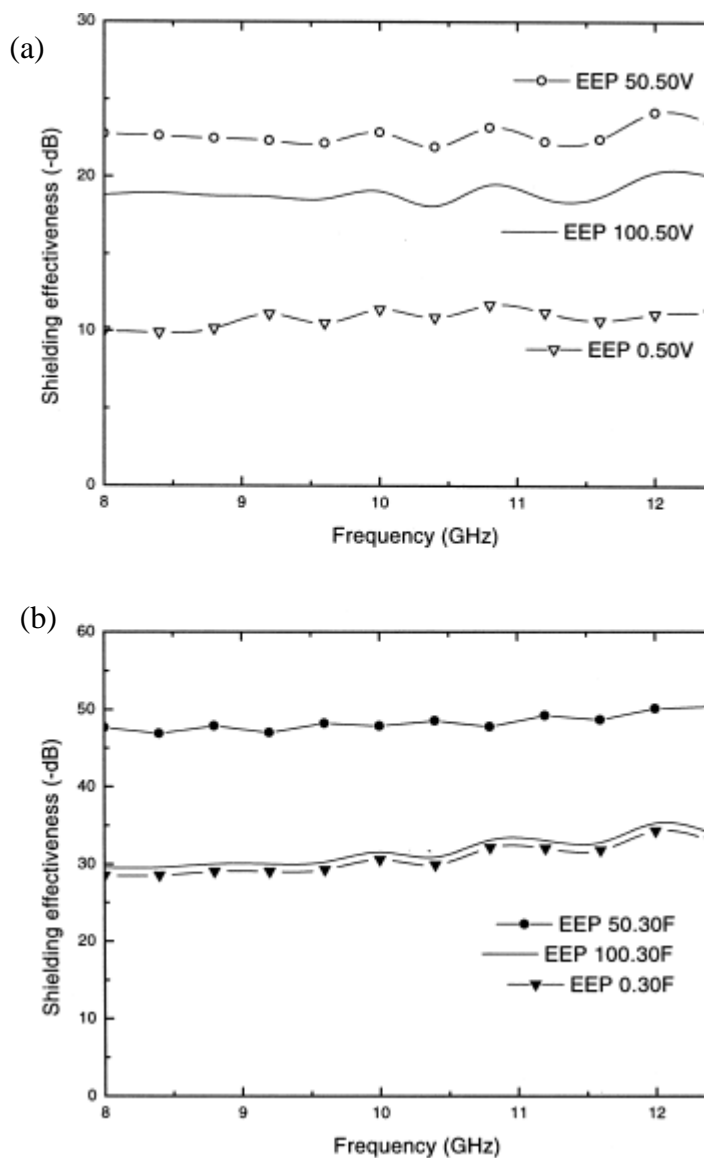 (a)
30
20
10
0
Shielding effectiveness (-dB)
EEP 50.50V
EEP 100.50V
EEP 0.50V
8 9 10 11 12
Frequency (GHz)
(b)
60
50
40
30
20
10
0
Shielding effectiveness (-dB)
EEP 50.30F
EEP 100.30F
EEP 0.30F
8 9 10 11 12
Frequency (GHz)